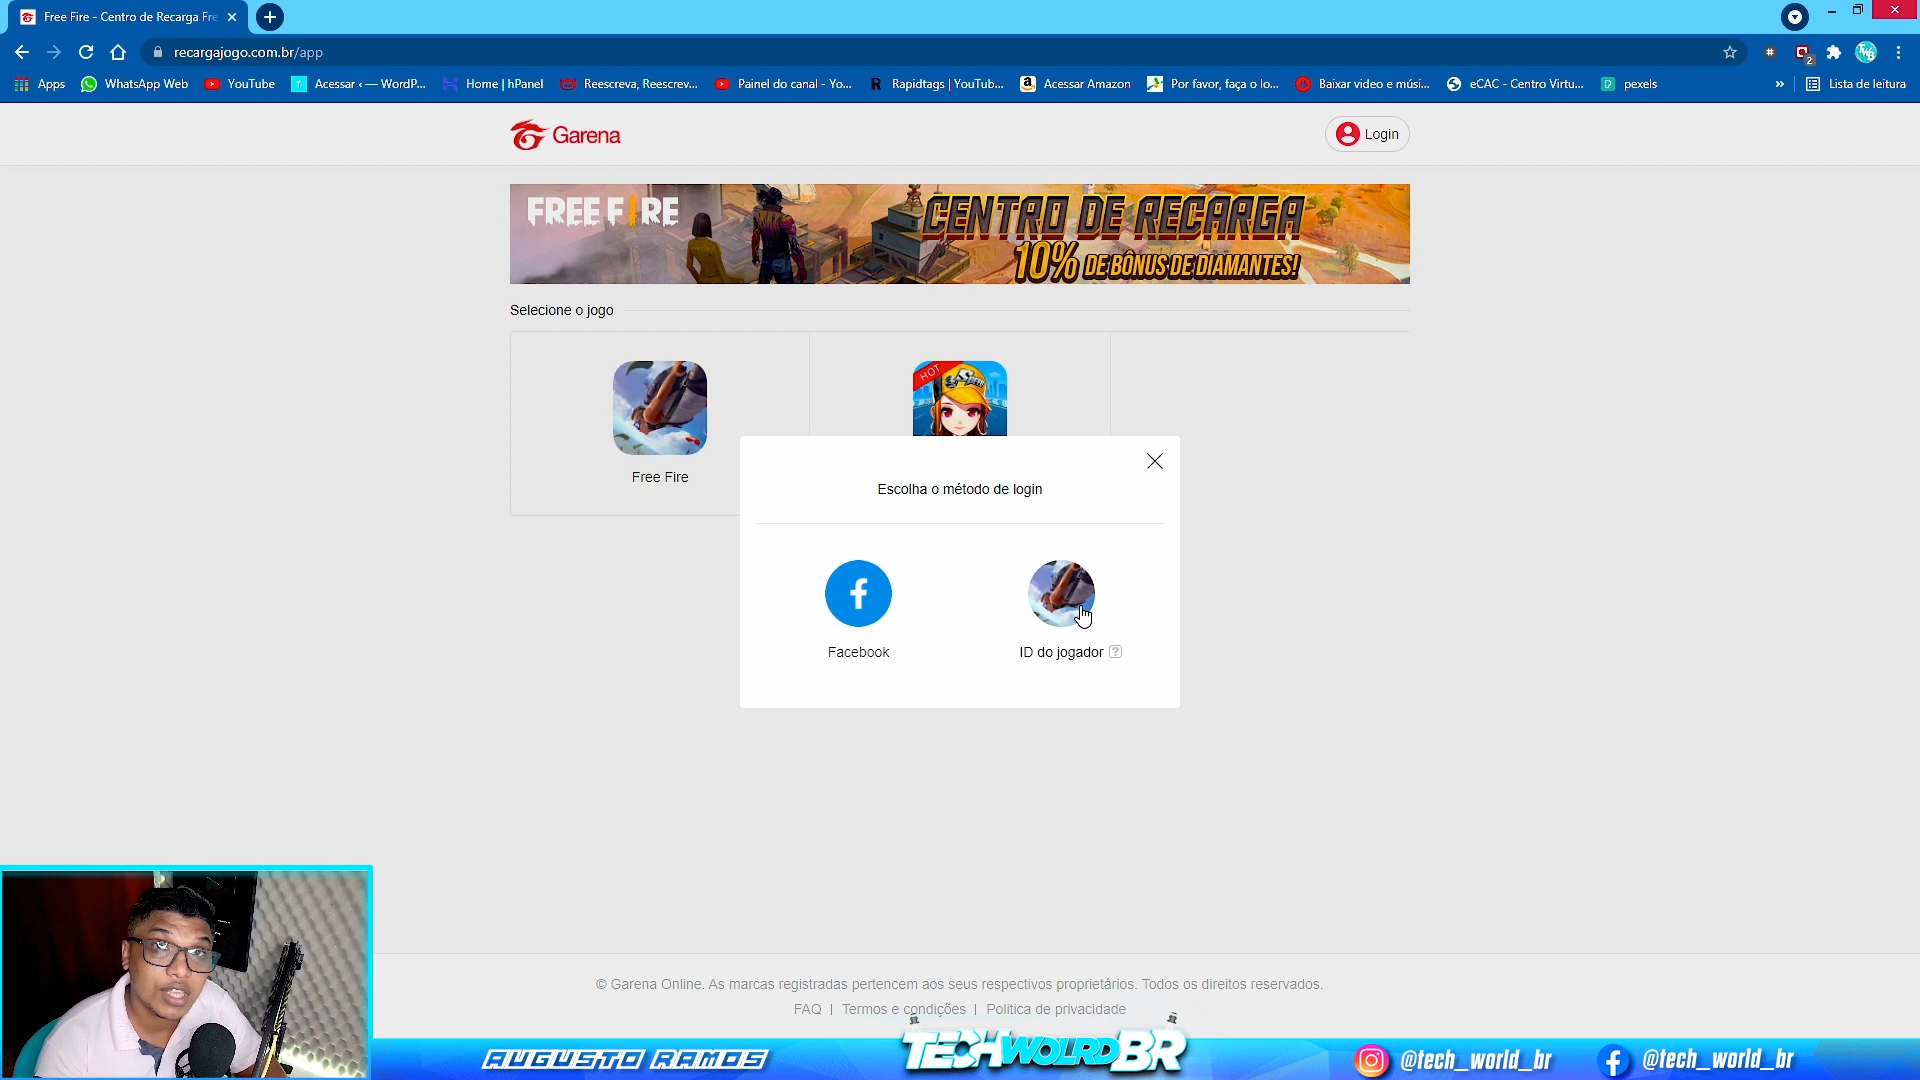 Free Fire - Centro de Recarga Fre
recargajogo.com.br/app
2
Apps
WhatsApp Web
YouTube
Acessar ‹ — WordP...
Home | hPanel
Reescreva, Reescrev...
Painel do canal - Yo...
Rapidtags | YouTub...
Acessar Amazon
Por favor, faça o lo...
Baixar video e músi...
eCAC - Centro Virtu...
pexels
»
Lista de leitura
Garena
Login
FREE FIRE
CENTRO DE RECARGA
10% DE BÔNUS DE DIAMANTES!
Selecione o jogo
HOT
Free Fire
Escolha o método de login
Facebook
ID do jogador ?
© Garena Online. As marcas registradas pertencem aos seus respectivos proprietários. Todos os direitos reservados.
FAQ | Termos e condições | Politica de privacidade
AUGUSTO RAMOS
TECHWOLRDBR
@tech_world_br
@tech_world_br